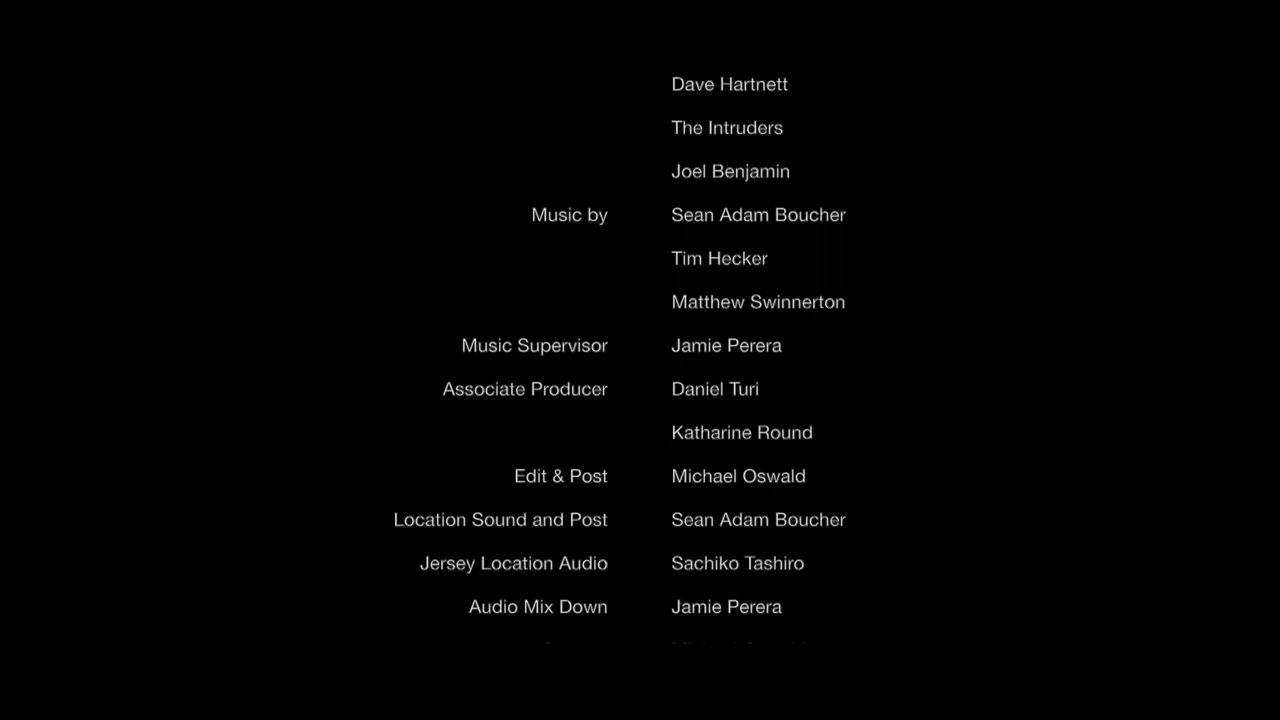 Dave Hartnett
The Intruders
Joel Benjamin
Music by Sean Adam Boucher
Tim Hecker
Matthew Swinnerton
Music Supervisor Jamie Perera
Associate Producer Daniel Turi
Katharine Round
Edit & Post Michael Oswald
Location Sound and Post Sean Adam Boucher
Jersey Location Audio Sachiko Tashiro
Audio Mix Down Jamie Perera